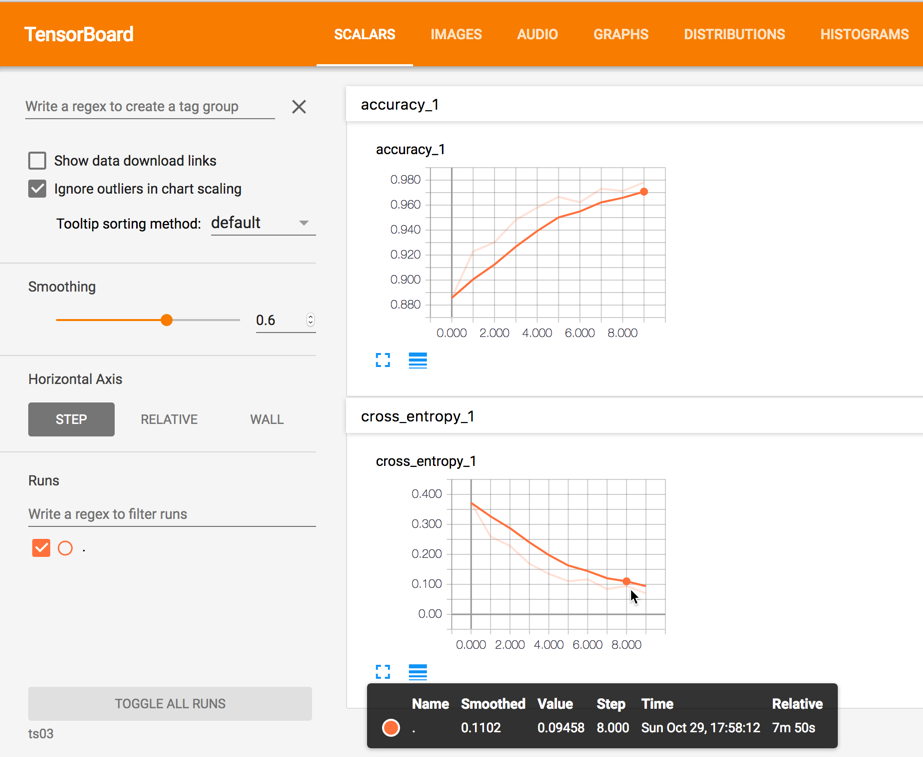 TensorBoard
SCALARS IMAGES AUDIO GRAPHS DISTRIBUTIONS HISTOGRAMS
Write a regex to create a tag group
Show data download links
Ignore outliers in chart scaling
Tooltip sorting method: default
Smoothing
0.6
Horizontal Axis
STEP RELATIVE WALL
Runs
Write a regex to filter runs
.
TOGGLE ALL RUNS
ts03
accuracy_1
accuracy_1
0.980
0.960
0.940
0.920
0.900
0.880
0.000 2.000 4.000 6.000 8.000
cross_entropy_1
cross_entropy_1
0.400
0.300
0.200
0.100
0.00
0.000 2.000 4.000 6.000 8.000
Name Smoothed Value Step Time Relative
. 0.1102 0.09458 8.000 Sun Oct 29, 17:58:12 7m 50s